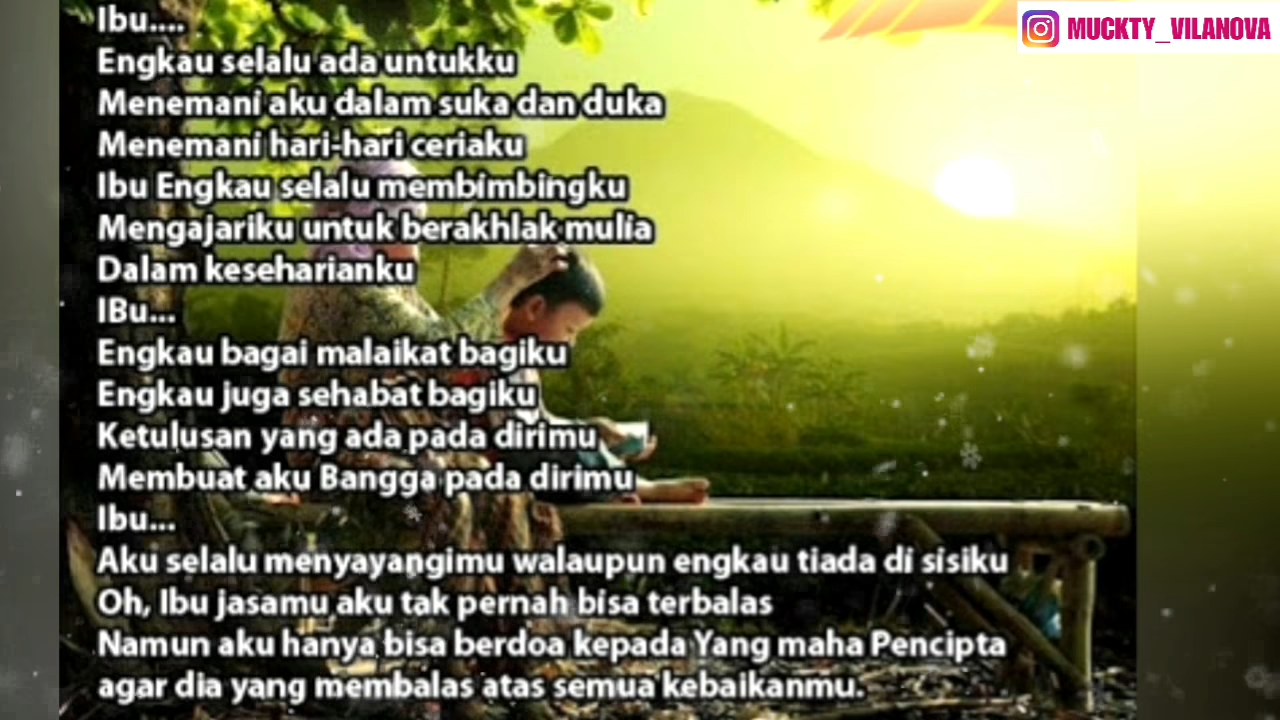 MUCKTY_VILANOVA
Ibu....
Engkau selalu ada untukku
Menemani aku dalam suka dan duka
Menemani hari-hari ceriaku
Ibu Engkau selalu membimbingku
Mengajariku untuk berakhlak mulia
Dalam keseharianku
IBu...
Engkau bagai malaikat bagiku
Engkau juga sehabat bagiku
Ketulusan yang ada pada dirimu
Membuat aku Bangga pada dirimu
Ibu...
Aku selalu menyayangimu walaupun engkau tiada di sisiku
Oh, Ibu jasamu aku tak pernah bisa terbalas
Namun aku hanya bisa berdoa kepada Yang maha Pencipta
agar dia yang membalas atas semua kebaikanmu.